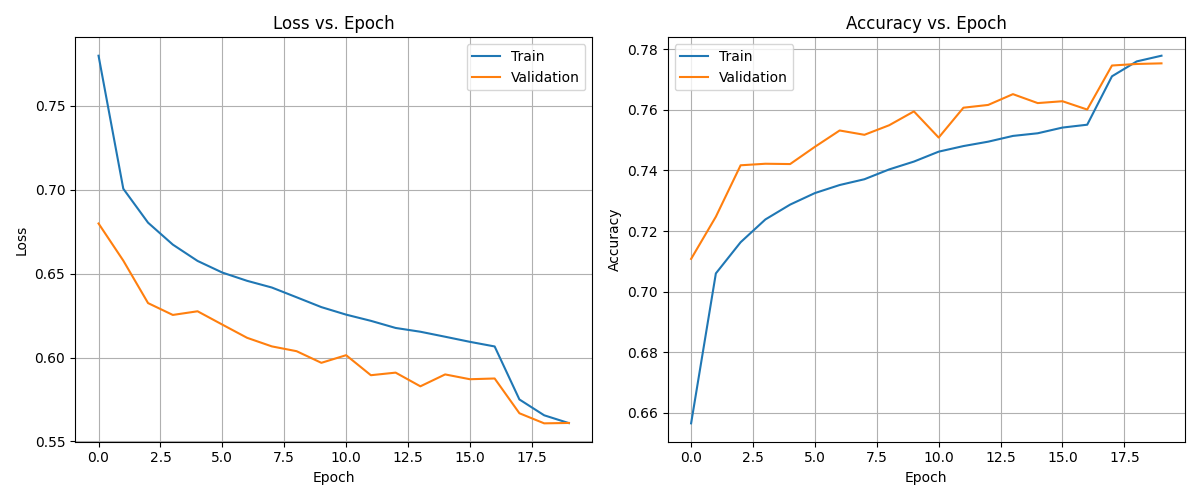 Loss vs. Epoch
Train
Validation
0.75
0.70
0.65
0.60
0.55
Loss
0.0 2.5 5.0 7.5 10.0 12.5 15.0 17.5
Epoch
Accuracy vs. Epoch
Train
Validation
0.78
0.76
0.74
0.72
0.70
0.68
0.66
Accuracy
0.0 2.5 5.0 7.5 10.0 12.5 15.0 17.5
Epoch